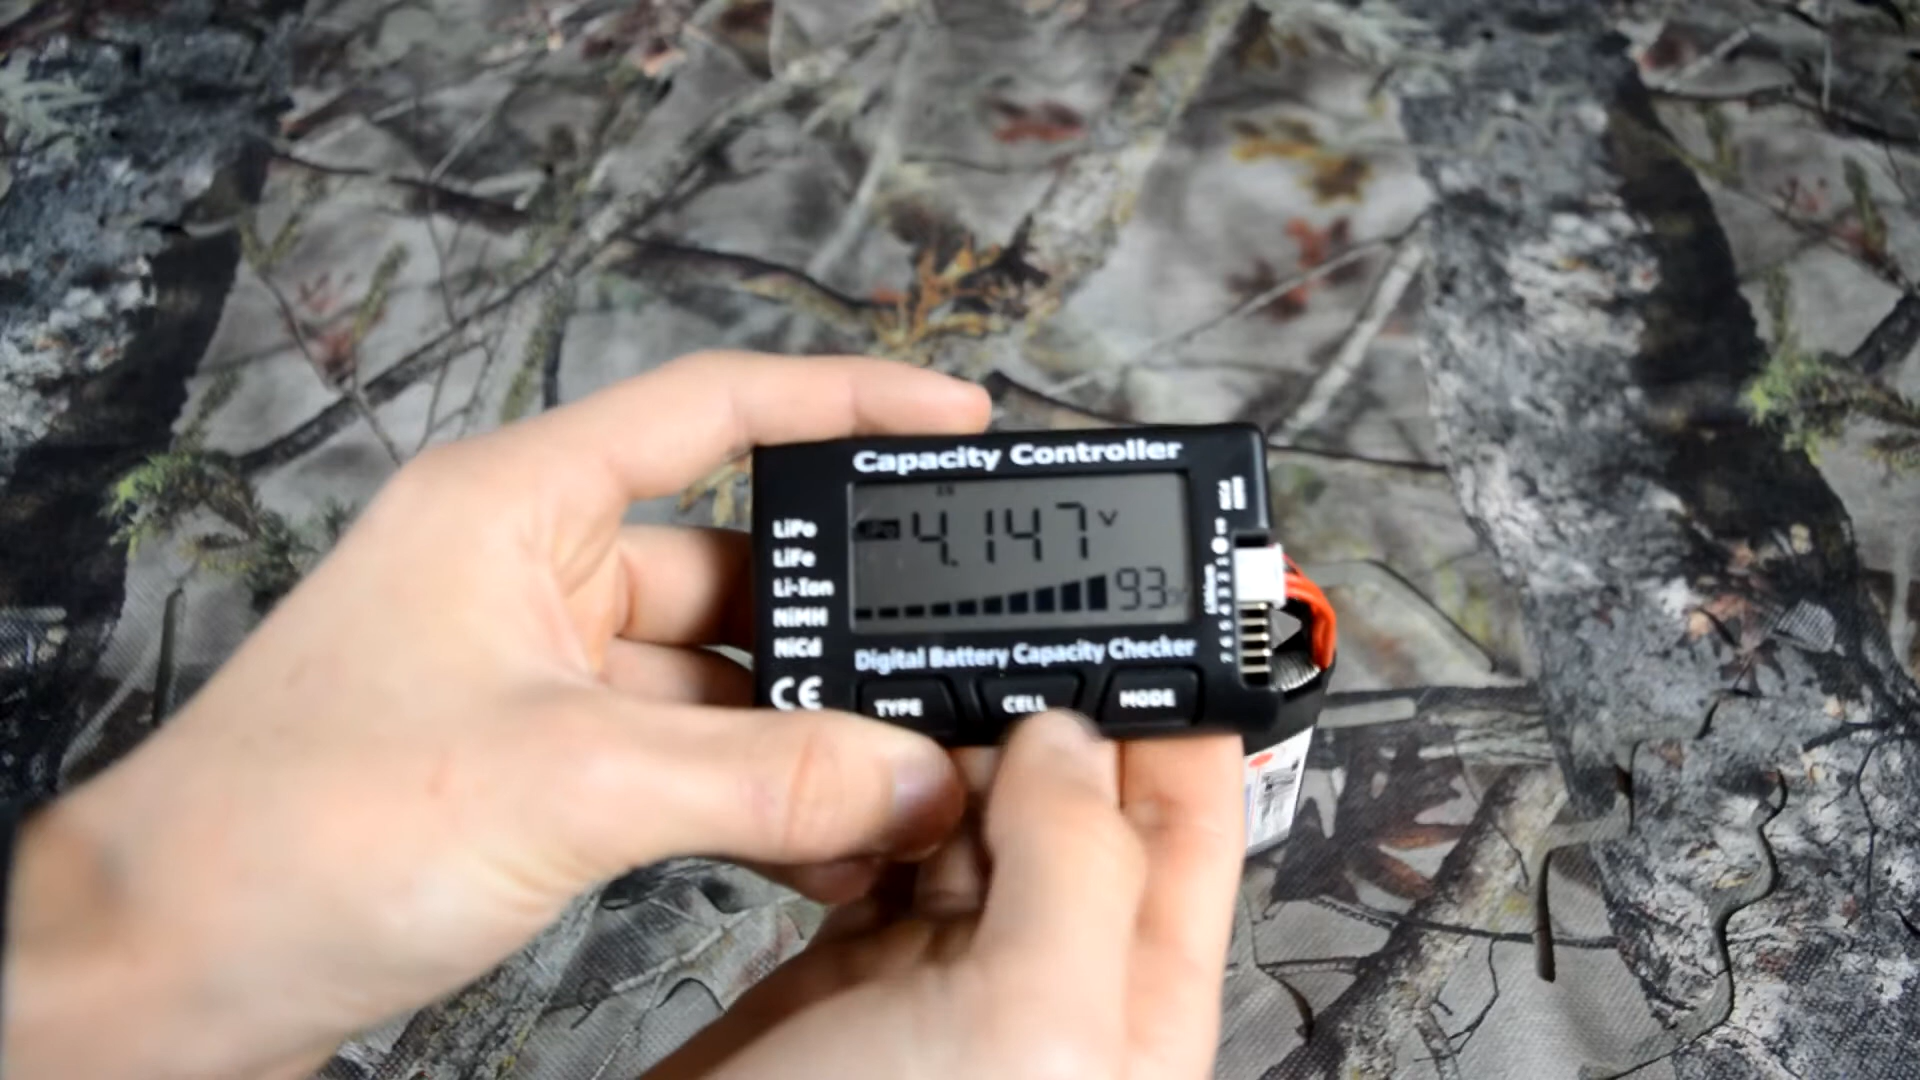 Capacity Controller
LiPo
LiFe
Li-Ion
NiMH
NiCd
CE
LiPo 4.147 V
93%
Digital Battery Capacity Checker
TYPE CELL MODE